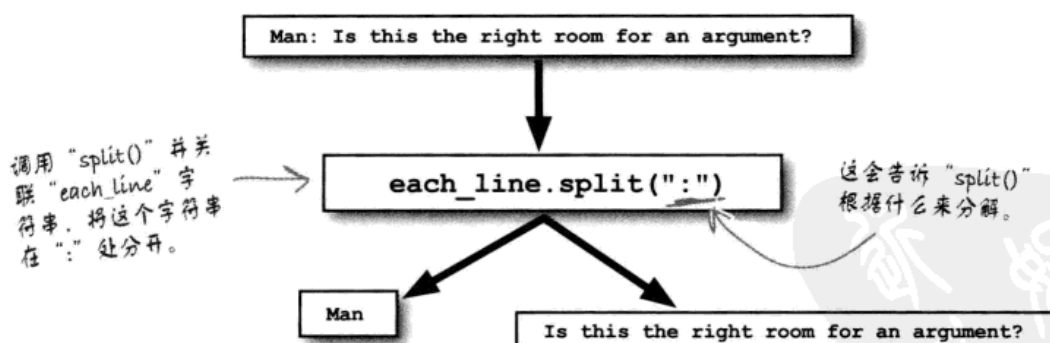 Man: Is this the right room for an argument?
调用“split()”并关
联“each_line”字
符串，将这个字符串
在“:”处分开。
each_line.split(":")
这会告诉“split()”
根据什么来分解。
Man
Is this the right room for an argument?